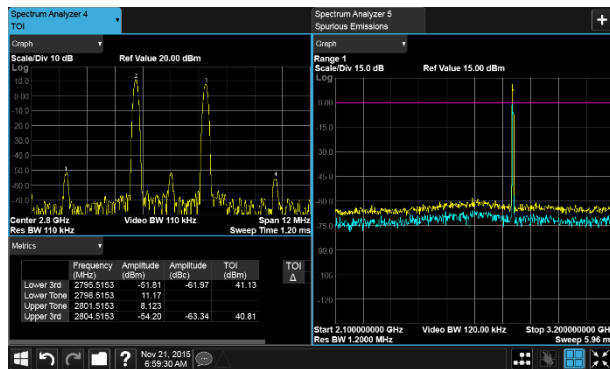 Spectrum Analyzer 4
TOI
Spectrum Analyzer 5
Spurious Emissions
+
Graph
Scale/Div 10 dB
Ref Value 20.00 dBm
Log
10.0
0.00
-10.0
-20.0
-30.0
-40.0
-50.0
-60.0
-70.0
1
2
3
4
Center 2.8 GHz
Video BW 110 kHz
Span 12 MHz
Res BW 110 kHz
Sweep Time 1.20 ms
Graph
Range 1
Scale/Div 15.0 dB
Ref Value 15.00 dBm
Log
0.00
-15.0
-30.0
-45.0
-60.0
-75.0
-90.0
-105
-120
Start 2.100000000 GHz
Video BW 120.00 kHz
Stop 3.200000000 GH
Res BW 1.2000 MHz
Sweep 5.96 m
Metrics
Frequency (MHz) Amplitude (dBm) Amplitude (dBc) TOI (dBm)
Lower 3rd 2795.5153 -51.81 -61.97 41.13
Lower Tone 2798.5153 11.17
Upper Tone 2801.5153 8.123
Upper 3rd 2804.5153 -54.20 -63.34 40.81
TOI
Δ
?
Nov 21, 2015
6:59:30 AM